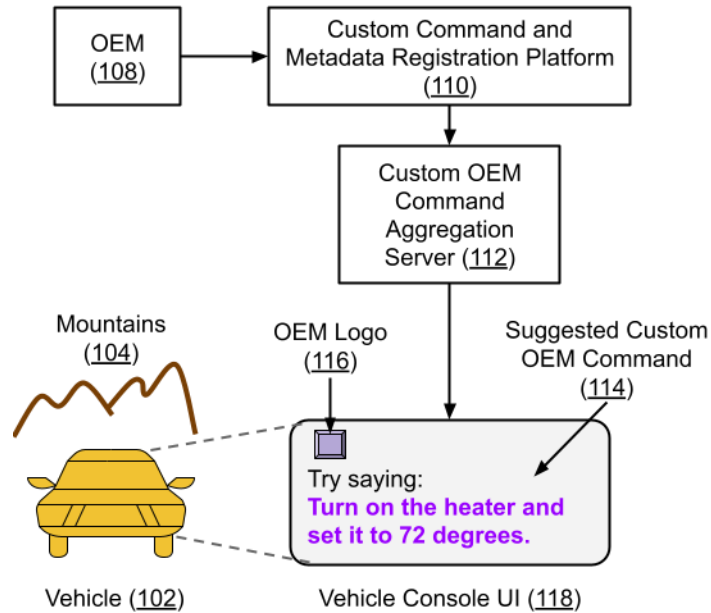 OEM
(108)
Custom Command and
Metadata Registration Platform
(110)
Custom OEM
Command
Aggregation
Server (112)
Mountains
(104)
OEM Logo
(116)
Suggested Custom
OEM Command
(114)
Try saying:
Turn on the heater and
set it to 72 degrees.
Vehicle (102)
Vehicle Console UI (118)